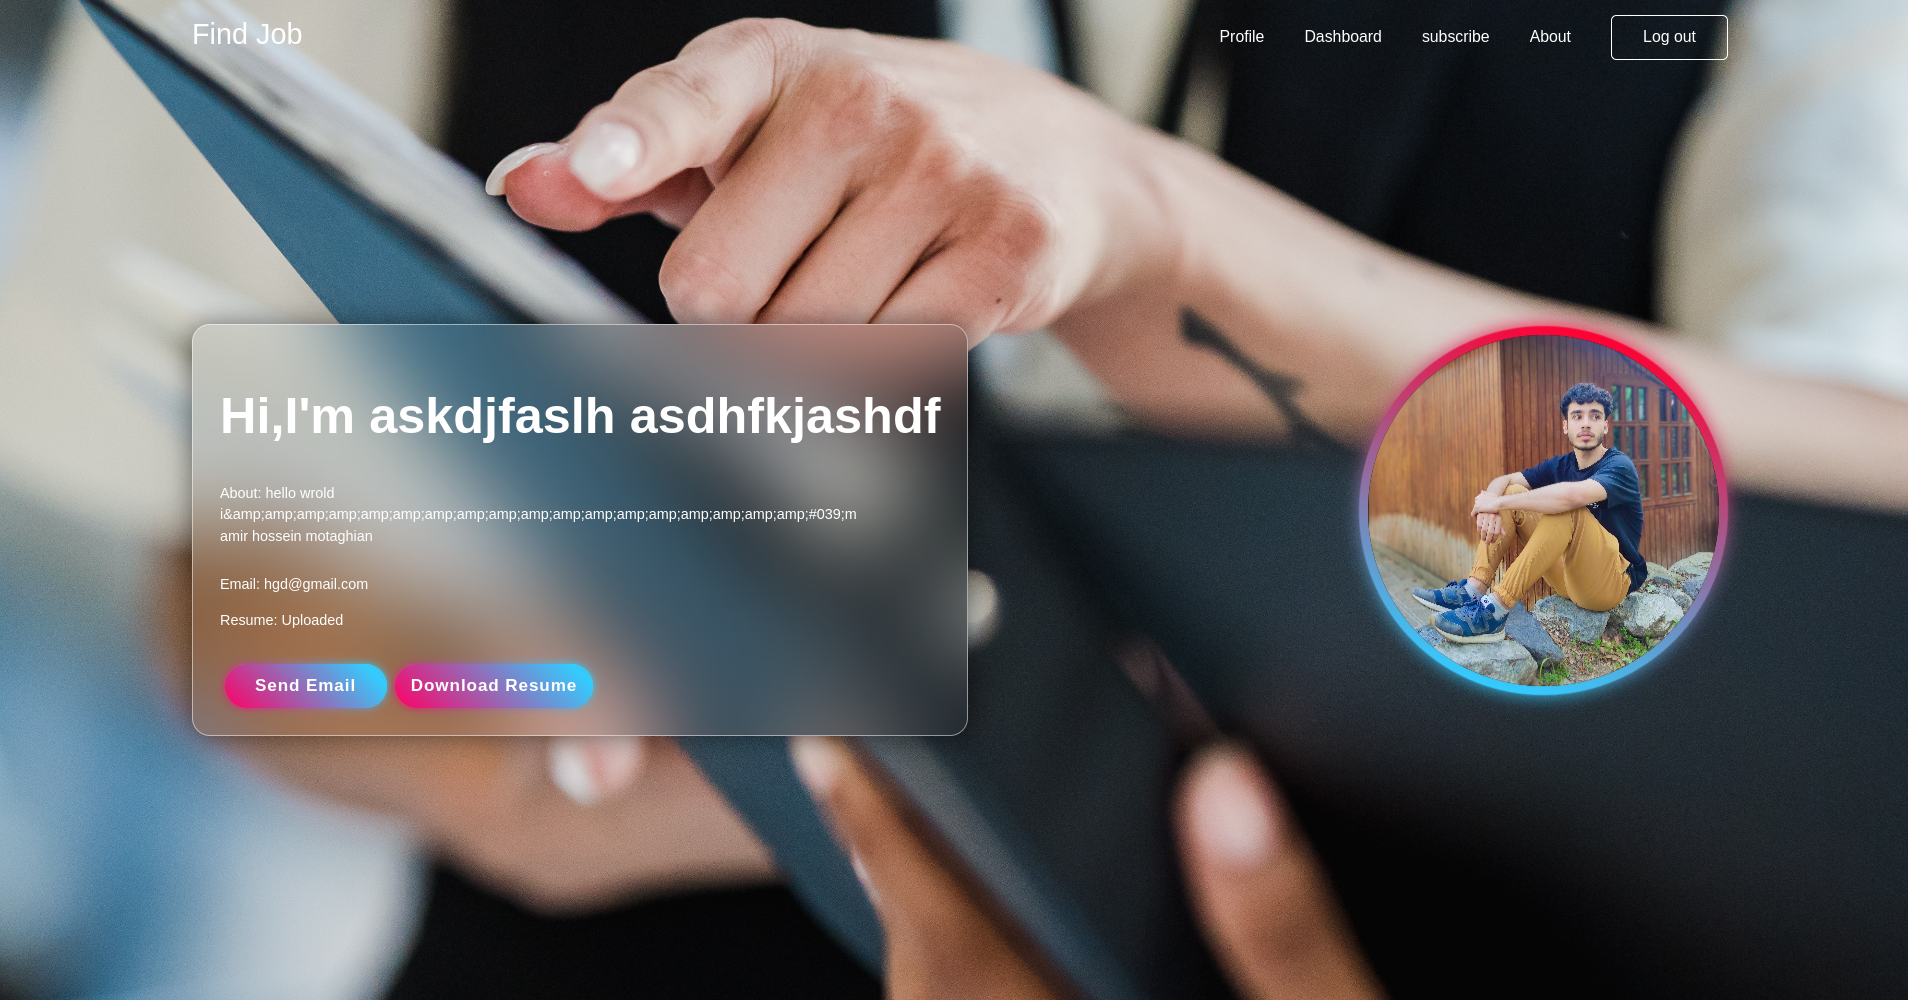 Find Job
Profile
Dashboard
subscribe
About
Log out
Hi,I'm askdjfaslh asdhfkjashdf
About: hello wrold
i&amp;amp;amp;amp;amp;amp;amp;amp;amp;amp;amp;amp;amp;amp;amp;amp;amp;amp;#039;m
amir hossein motaghian
Email: hgd@gmail.com
Resume: Uploaded
Send Email
Download Resume